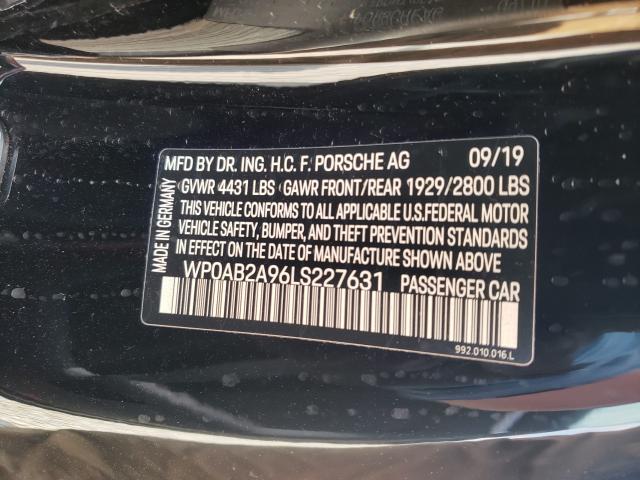 MFD BY DR. ING. H.C. F. PORSCHE AG 09/19
GVWR 4431 LBS GAWR FRONT/REAR 1929/2800 LBS
THIS VEHICLE CONFORMS TO ALL APPLICABLE U.S.FEDERAL MOTOR
VEHICLE SAFETY, BUMPER, AND THEFT PREVENTION STANDARDS
IN EFFECT ON THE DATE OF MANUFACTURE SHOWN ABOVE
WP0AB2A96LS227631 PASSENGER CAR
992.010.016.L
MADE IN GERMANY